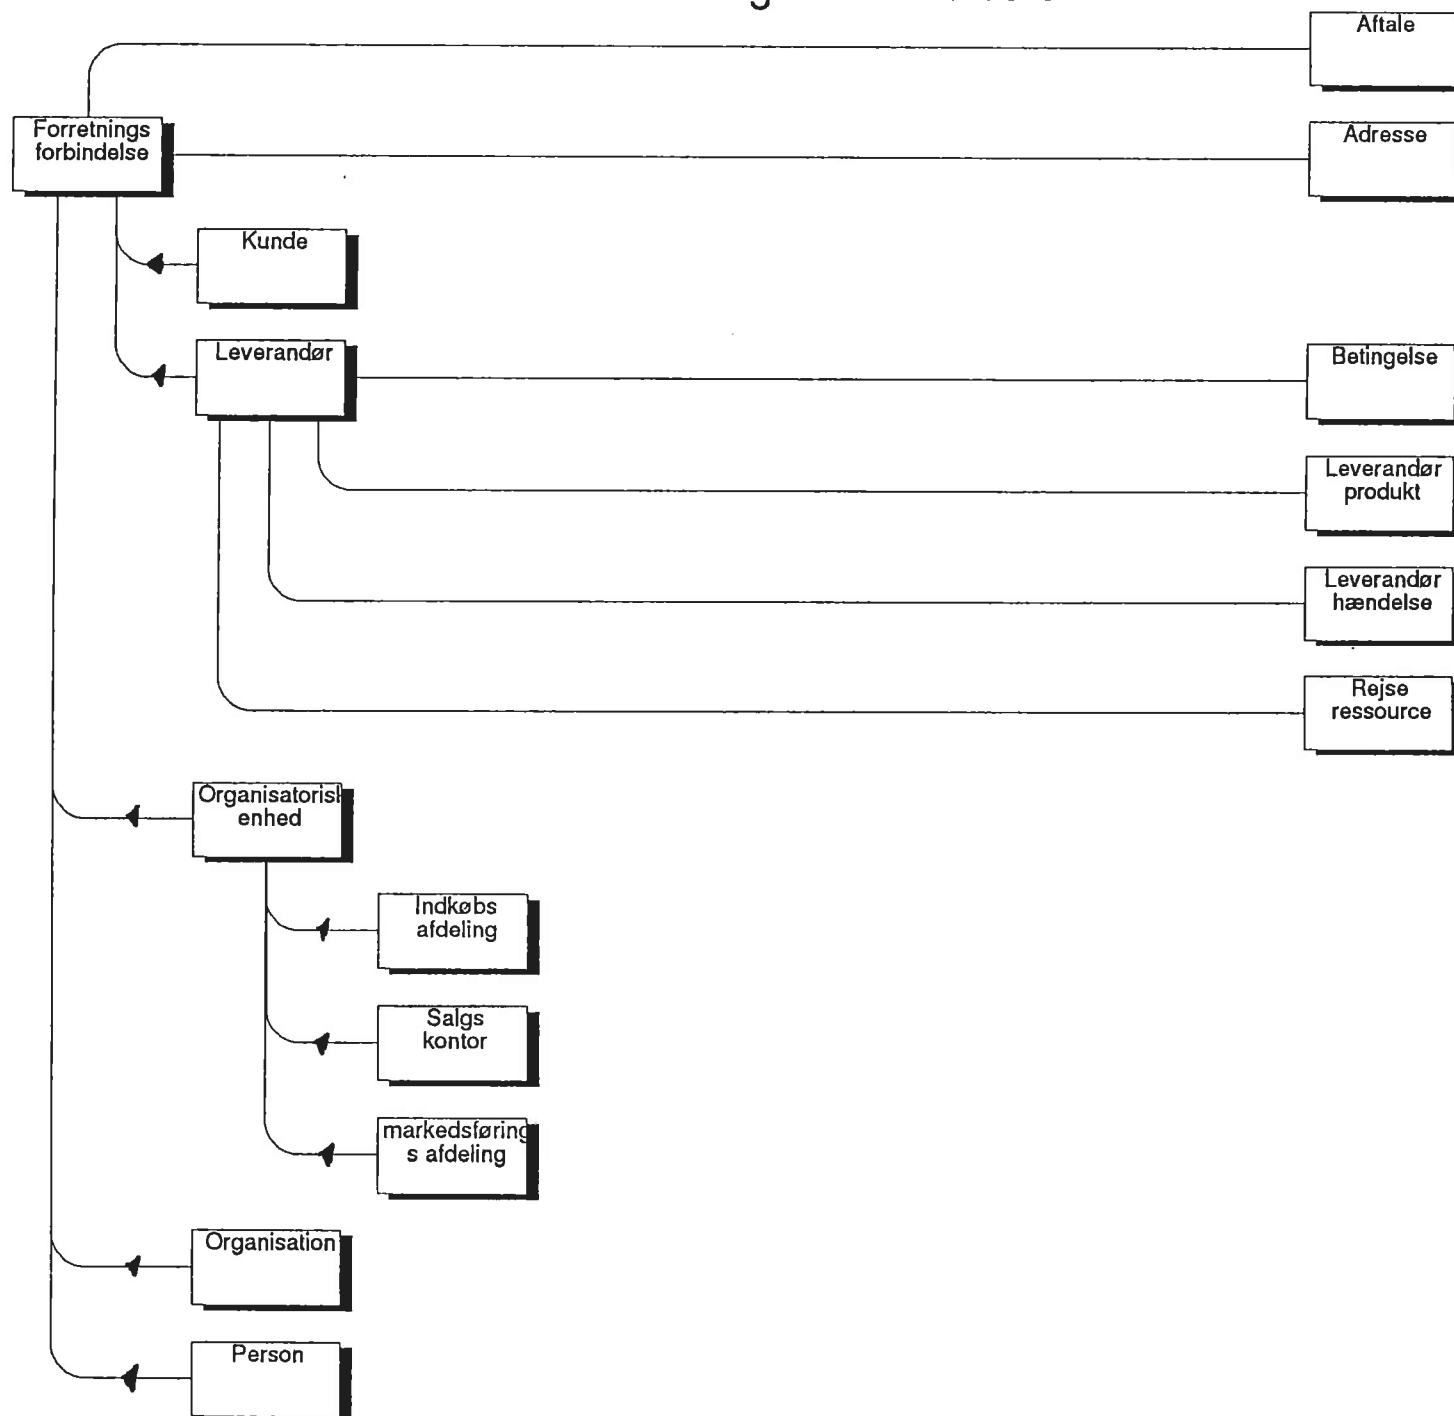 Aftale
Forretnings
forbindelse
Adresse
Kunde
Leverandør
Betingelse
Leverandør
produkt
Leverandør
hændelse
Rejse
ressource
Organisatorisk
enhed
Indkøbs
afdeling
Salgs
kontor
markedsføring
s afdeling
Organisation
Person